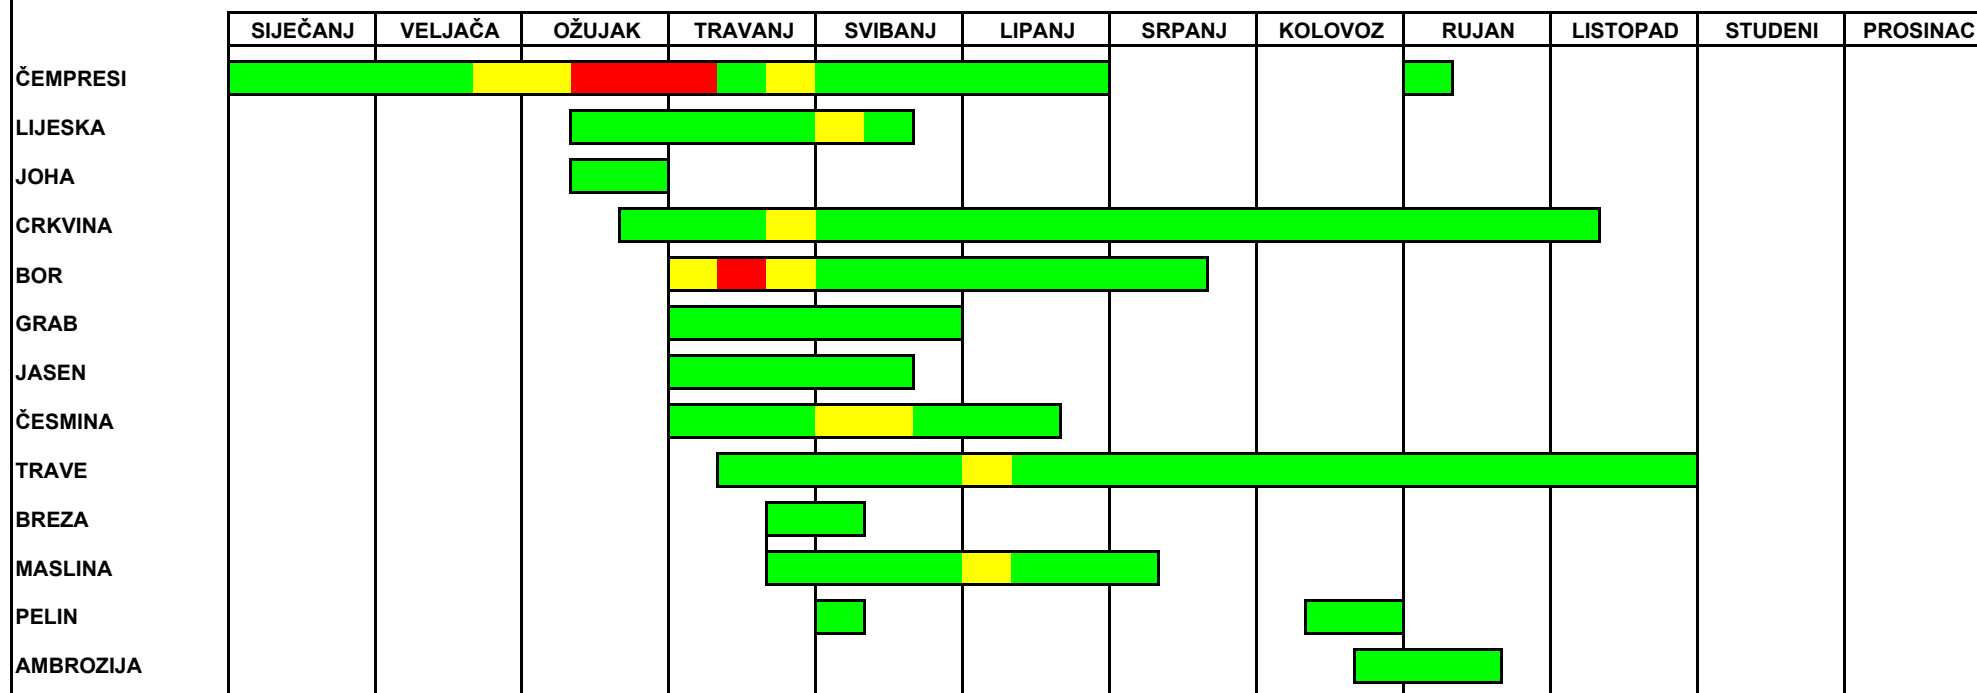 SIJEČANJ VELJAČA OŽUJAK TRAVANJ SVIBANJ LIPANJ SRPANJ KOLOVOZ RUJAN LISTOPAD STUDENI PROSINAC
ČEMPRESI
LIJESKA
JOHA
CRKVINA
BOR
GRAB
JASEN
ČESMINA
TRAVE
BREZA
MASLINA
PELIN
AMBROZIJA